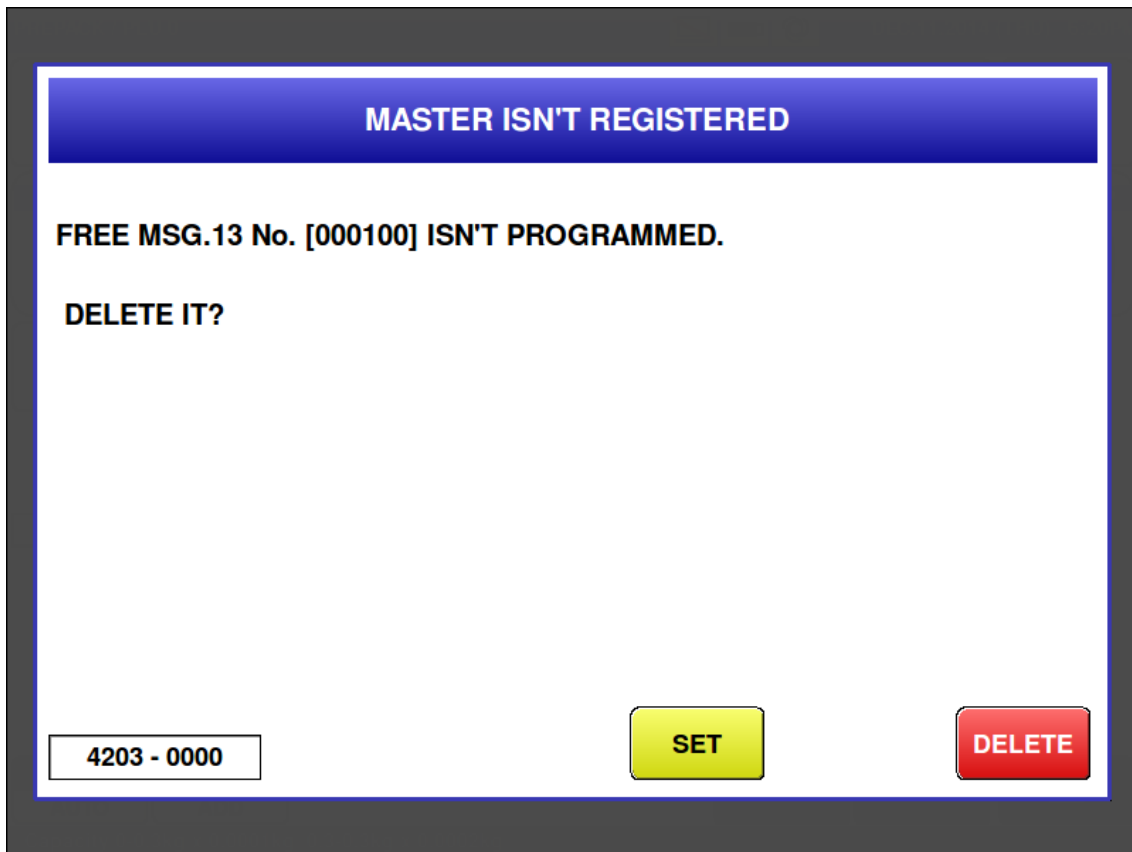 MASTER ISN'T REGISTERED
FREE MSG.13 No. [000100] ISN'T PROGRAMMED.
DELETE IT?
4203 - 0000
SET
DELETE